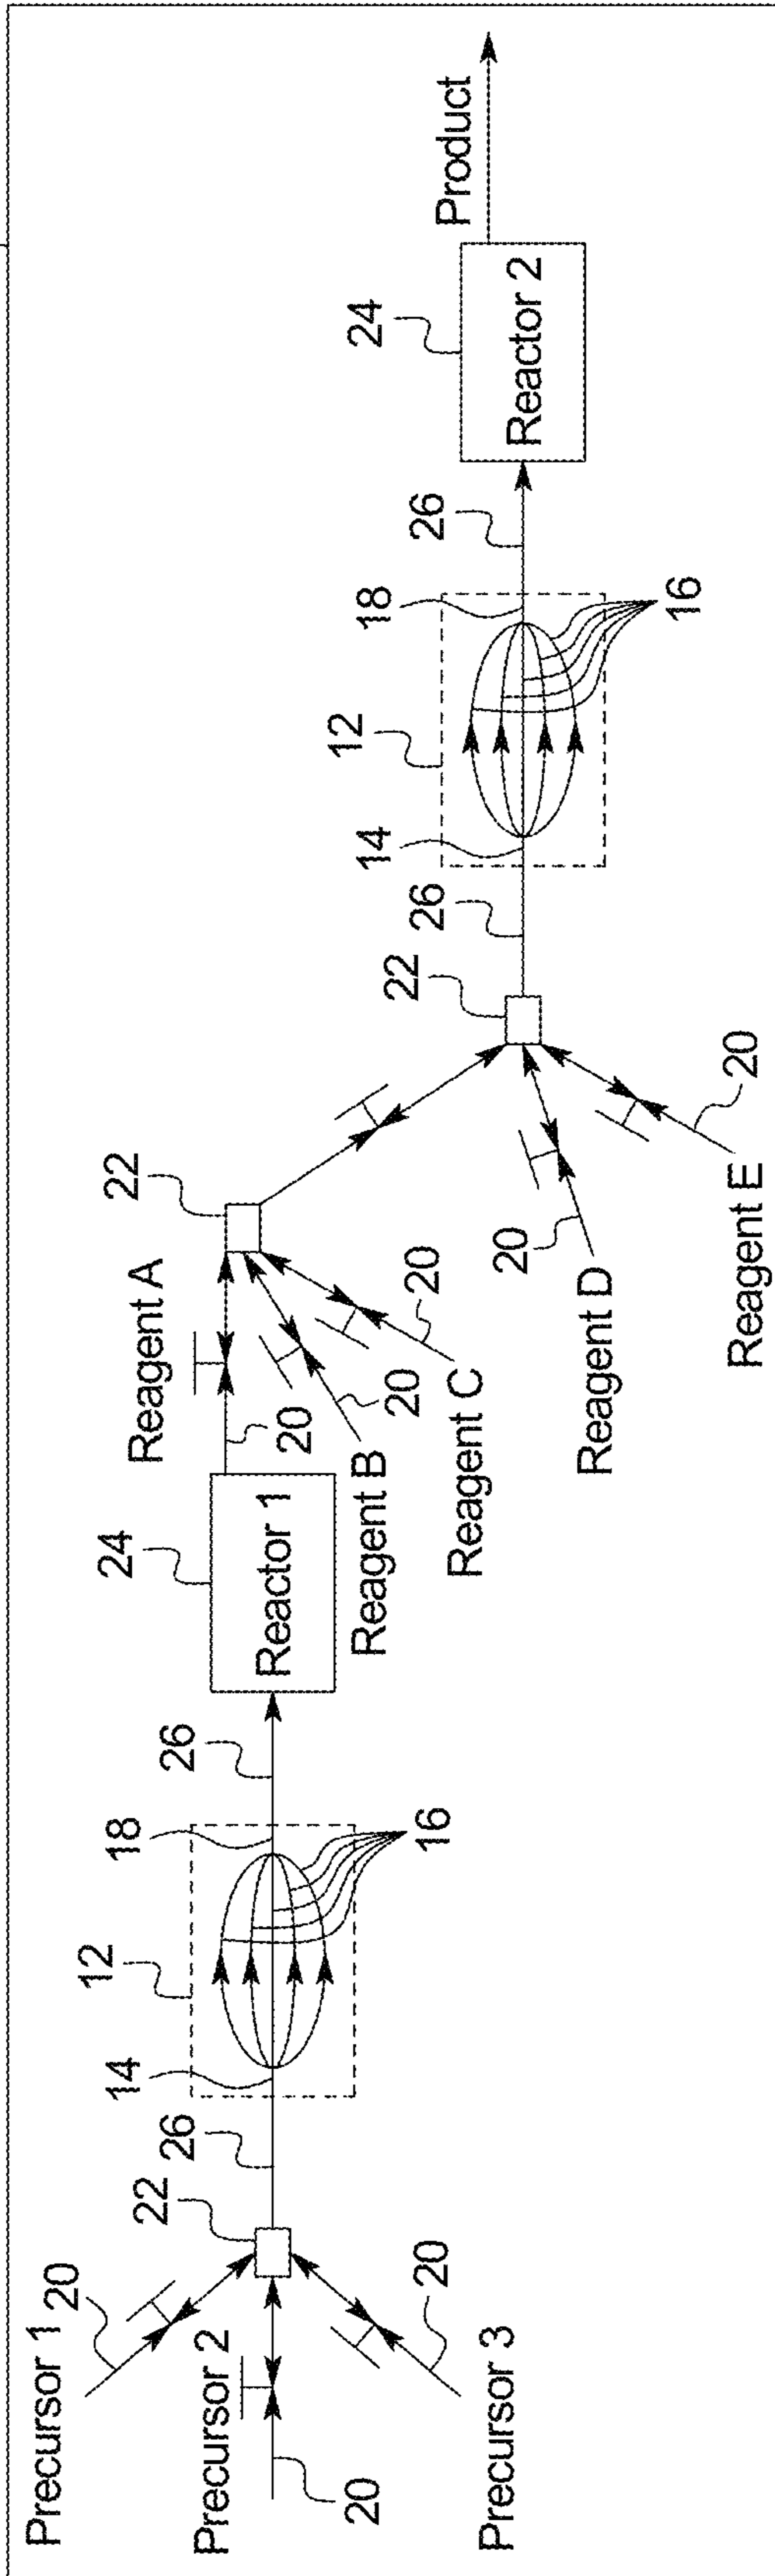 Precursor 1
20
Precursor 2
20
Precursor 3
20
22
26
14
12
18
16
26
24
Reactor 1
Reagent A
20
Reagent B
20
Reagent C
20
22
Reagent D
20
Reagent E
20
22
26
14
12
18
16
26
24
Reactor 2
Product